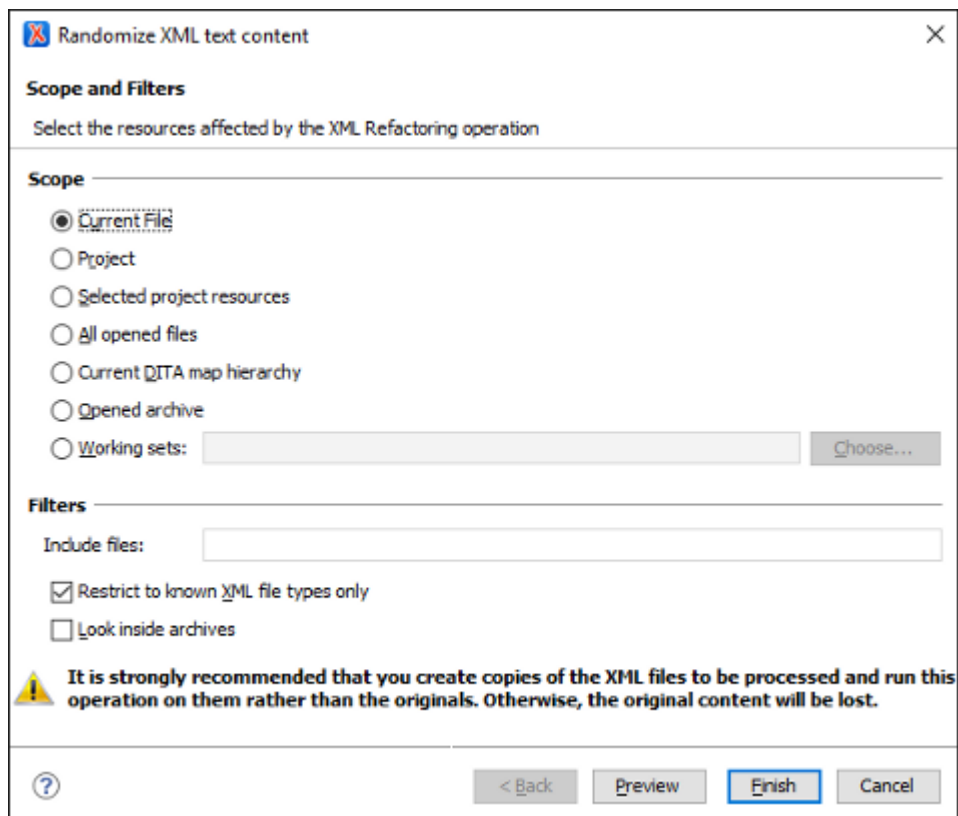 Randomize XML text content
Scope and Filters
Select the resources affected by the XML Refactoring operation
Scope
Current File
Project
Selected project resources
All opened files
Current DITA map hierarchy
Opened archive
Working sets:
Choose...
Filters
Include files:
Restrict to known XML file types only
Look inside archives
It is strongly recommended that you create copies of the XML files to be processed and run this
operation on them rather than the originals. Otherwise, the original content will be lost.
? < Back Preview Finish Cancel